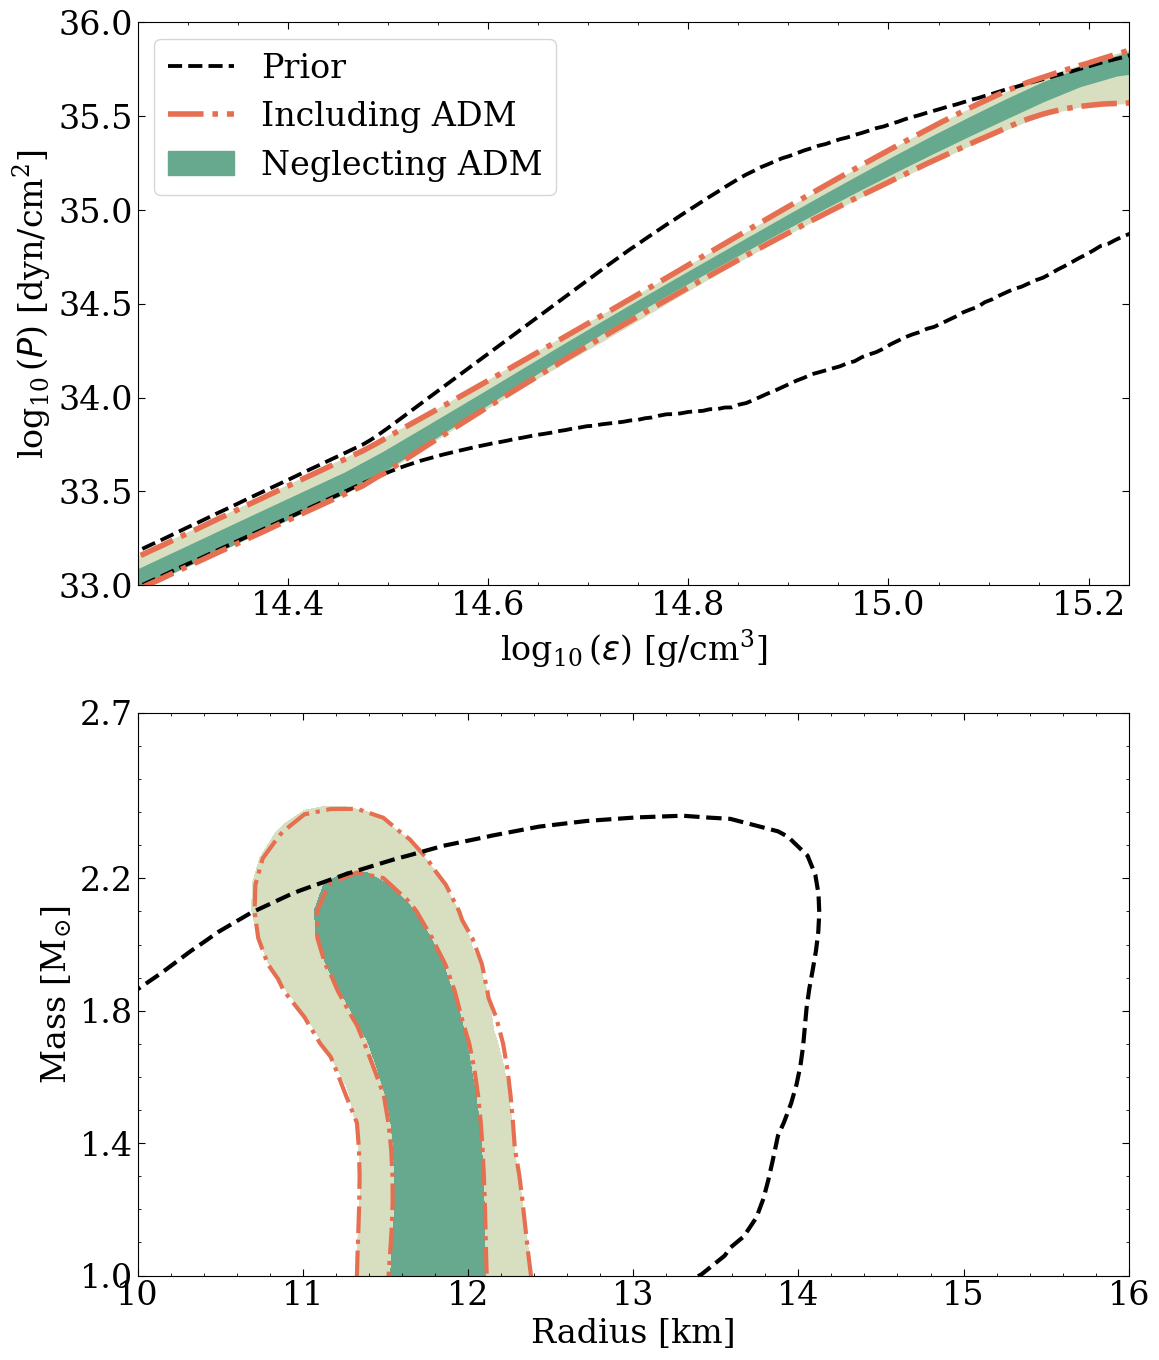 36.0
35.5
35.0
34.5
34.0
33.5
33.0
log₁₀(P) [dyn/cm²]
Prior
Including ADM
Neglecting ADM
14.4 14.6 14.8 15.0 15.2
log₁₀(ε) [g/cm³]
2.7
2.2
1.8
1.4
1.0
Mass [M⊙]
10 11 12 13 14 15 16
Radius [km]